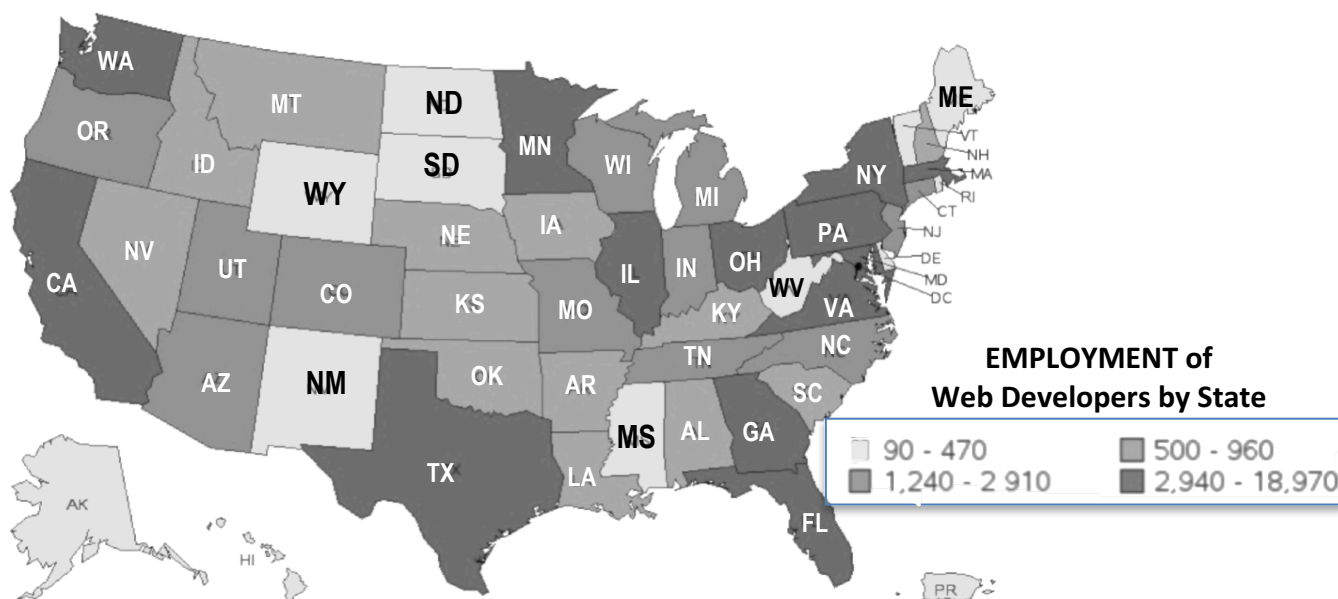 WA
MT
ND
ME
OR
MN
VT
ID
SD
WI
NH
NY
MA
WY
MI
RI
CT
IA
NE
PA
NJ
NV
OH
DE
UT
IL
IN
MD
CA
CO
WV
DC
KS
MO
VA
KY
NC
TN
AZ
NM
OK
AR
SC
MS
AL
GA
TX
LA
FL
AK
HI
PR
EMPLOYMENT of
Web Developers by State
90 - 470
500 - 960
1,240 - 2 910
2,940 - 18,970